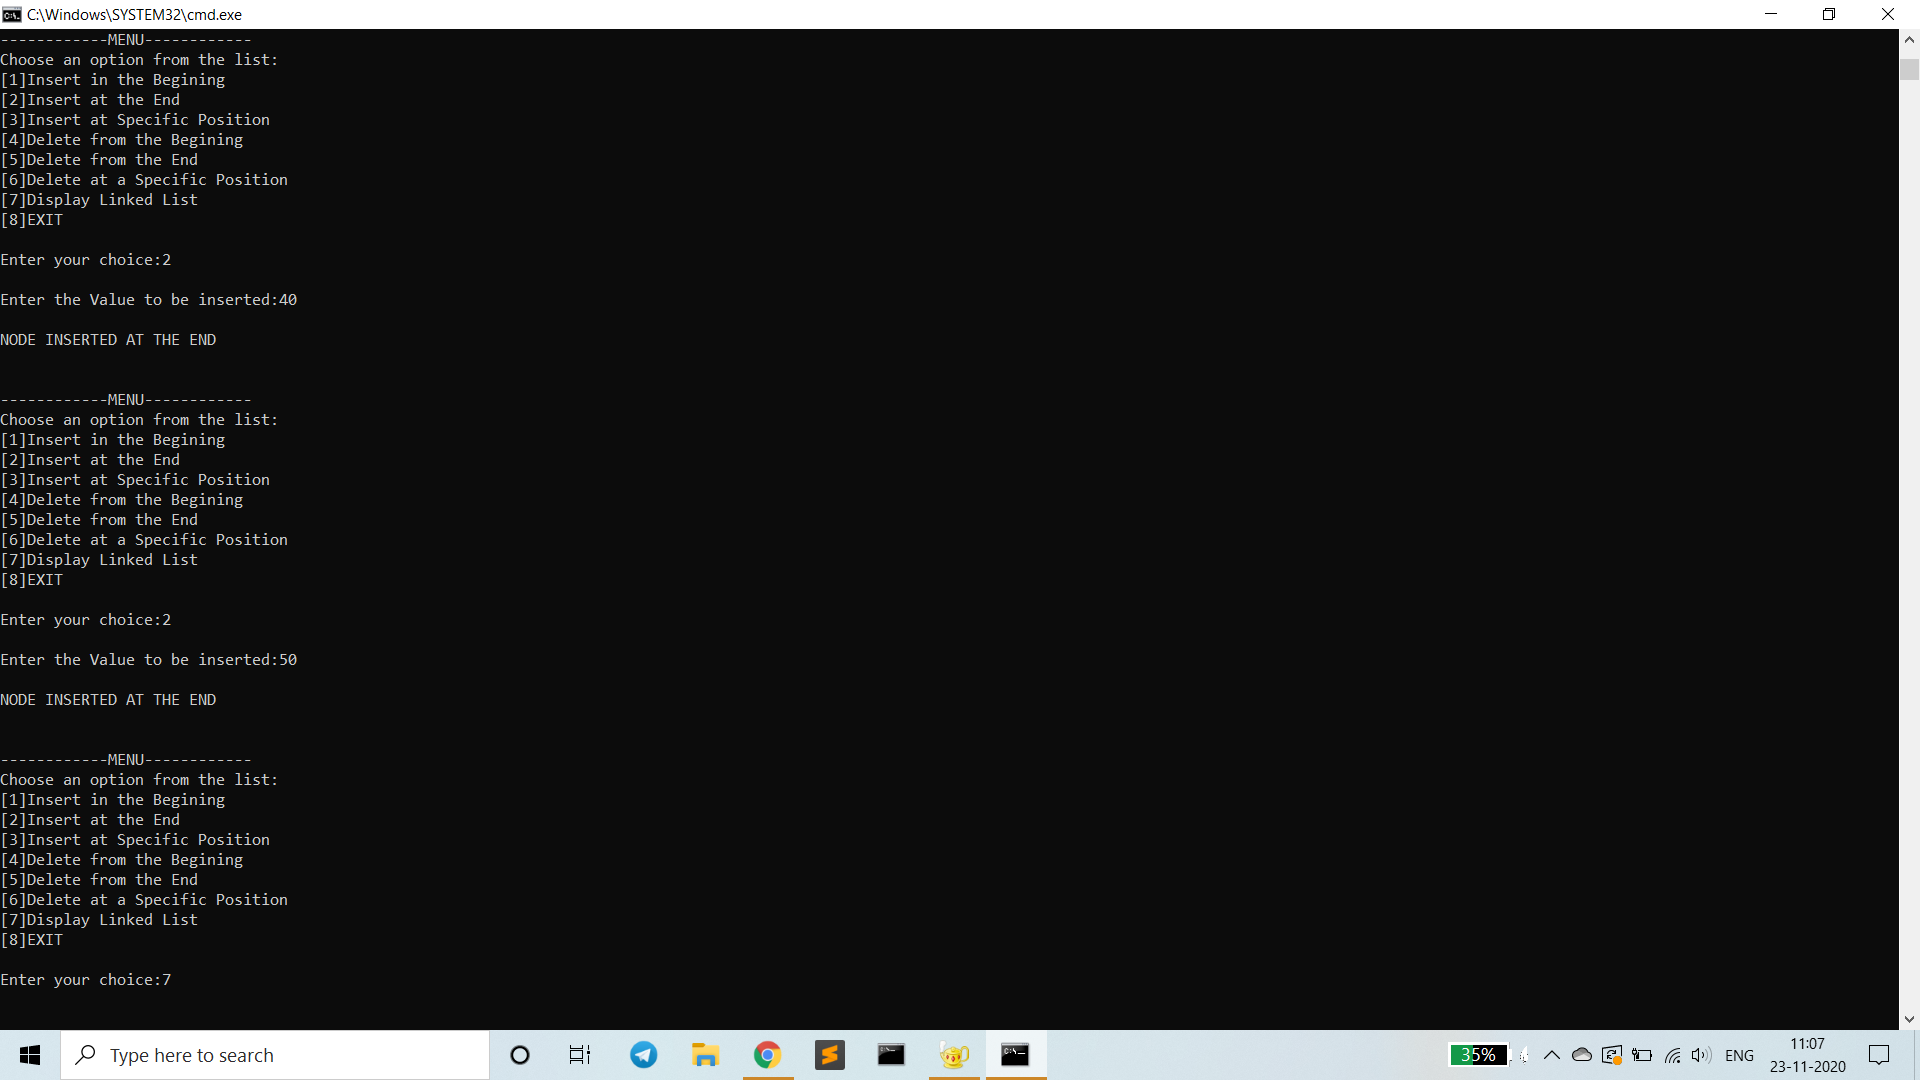 C:\Windows\SYSTEM32\cmd.exe
------------MENU------------
Choose an option from the list:
[1]Insert in the Begining
[2]Insert at the End
[3]Insert at Specific Position
[4]Delete from the Begining
[5]Delete from the End
[6]Delete at a Specific Position
[7]Display Linked List
[8]EXIT
Enter your choice:2
Enter the Value to be inserted:40
NODE INSERTED AT THE END
------------MENU------------
Choose an option from the list:
[1]Insert in the Begining
[2]Insert at the End
[3]Insert at Specific Position
[4]Delete from the Begining
[5]Delete from the End
[6]Delete at a Specific Position
[7]Display Linked List
[8]EXIT
Enter your choice:2
Enter the Value to be inserted:50
NODE INSERTED AT THE END
------------MENU------------
Choose an option from the list:
[1]Insert in the Begining
[2]Insert at the End
[3]Insert at Specific Position
[4]Delete from the Begining
[5]Delete from the End
[6]Delete at a Specific Position
[7]Display Linked List
[8]EXIT
Enter your choice:7
Type here to search
35%
ENG
11:07
23-11-2020